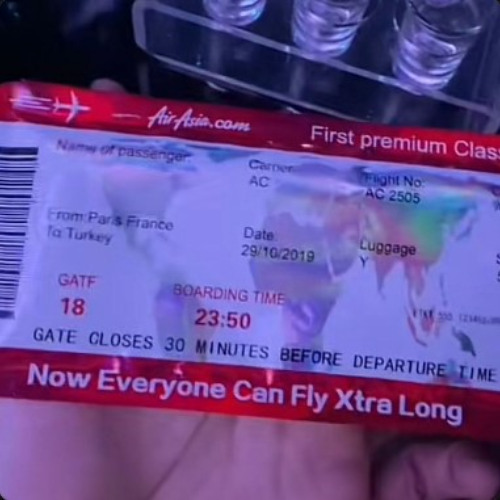 AirAsia.com
First premium Class
Name of passenger
Carrier
AC
Flight No:
AC 2505
From:Paris France
To:Turkey
Date:
29/10/2019
Luggage
Y
GATE
18
BOARDING TIME
23:50
GATE CLOSES 30 MINUTES BEFORE DEPARTURE TIME
Now Everyone Can Fly Xtra Long